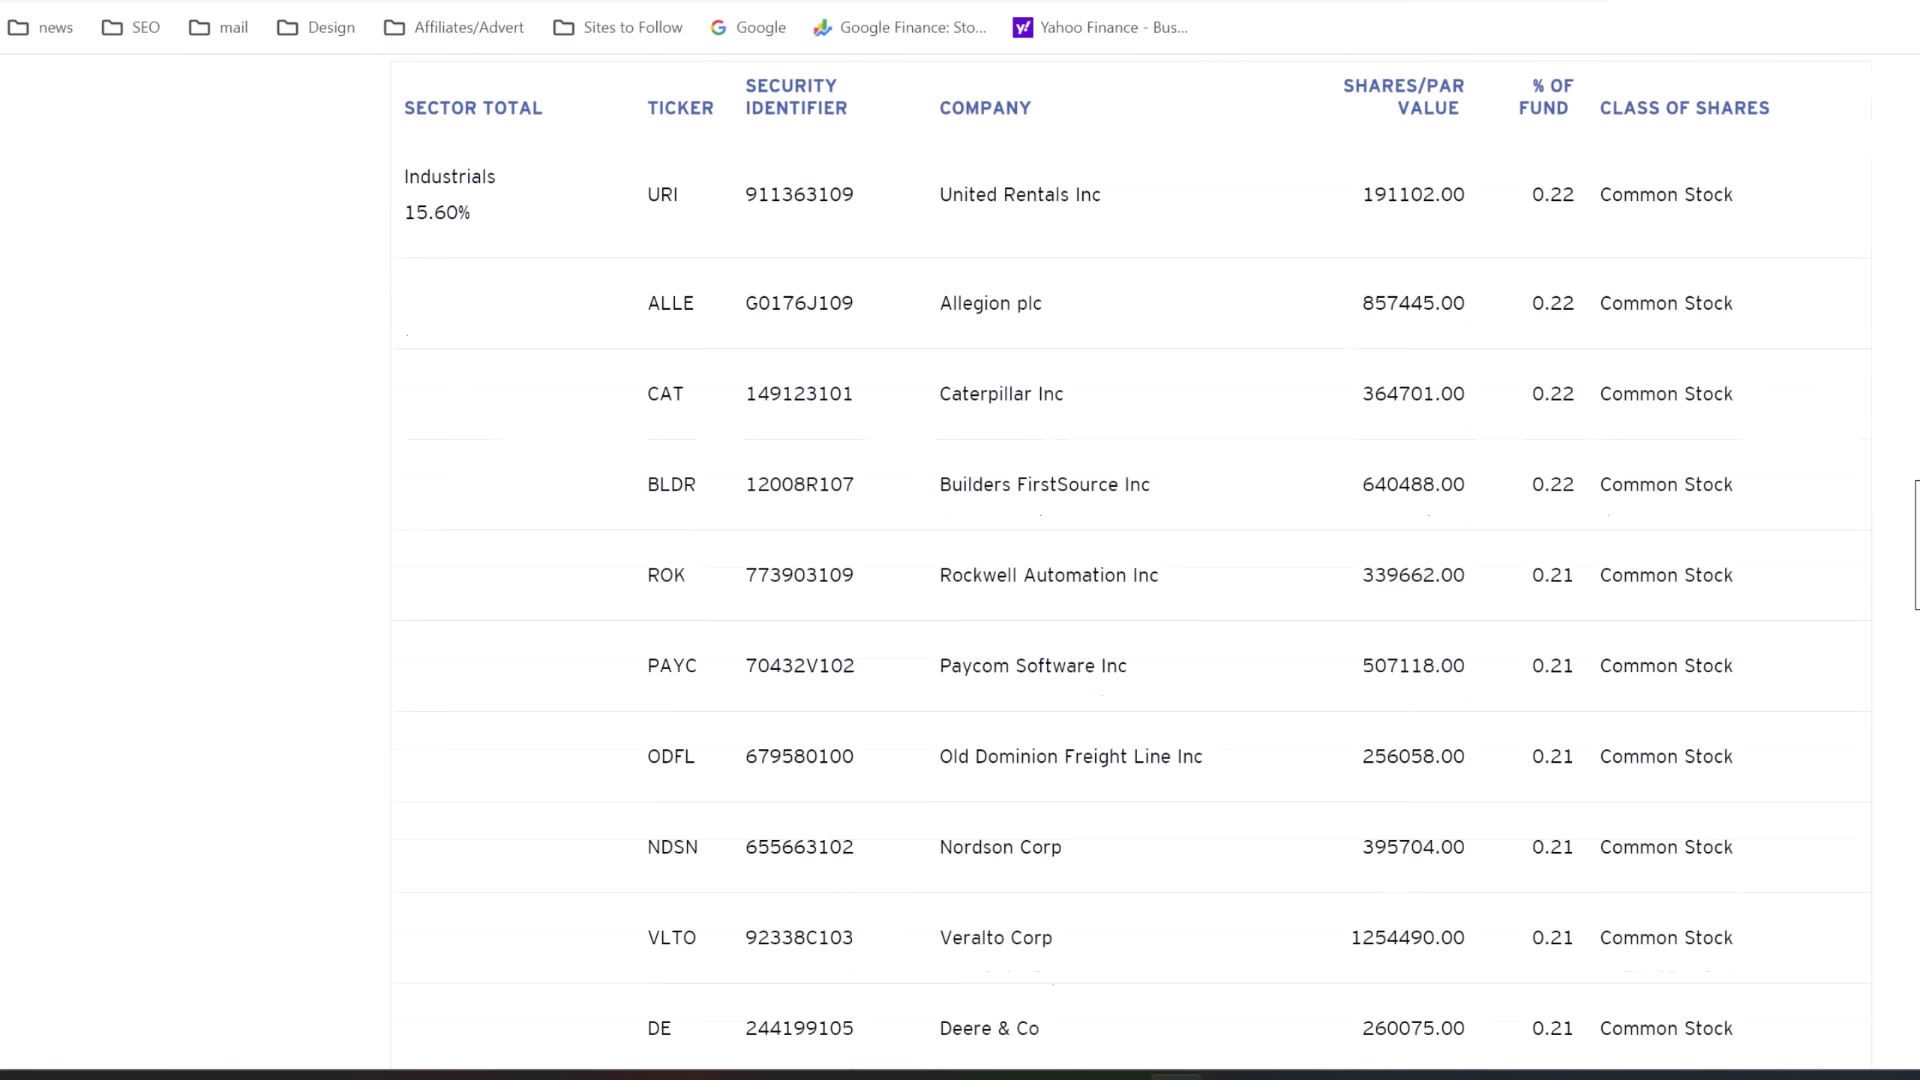 news SEO mail Design Affiliates/Advert Sites to Follow Google Google Finance: Sto... Yahoo Finance - Bus...
SECTOR TOTAL TICKER SECURITY IDENTIFIER COMPANY SHARES/PAR VALUE % OF FUND CLASS OF SHARES
Industrials 15.60% URI 911363109 United Rentals Inc 191102.00 0.22 Common Stock
ALLE G0176J109 Allegion plc 857445.00 0.22 Common Stock
CAT 149123101 Caterpillar Inc 364701.00 0.22 Common Stock
BLDR 12008R107 Builders FirstSource Inc 640488.00 0.22 Common Stock
ROK 773903109 Rockwell Automation Inc 339662.00 0.21 Common Stock
PAYC 70432V102 Paycom Software Inc 507118.00 0.21 Common Stock
ODFL 679580100 Old Dominion Freight Line Inc 256058.00 0.21 Common Stock
NDSN 655663102 Nordson Corp 395704.00 0.21 Common Stock
VLTO 92338C103 Veralto Corp 1254490.00 0.21 Common Stock
DE 244199105 Deere & Co 260075.00 0.21 Common Stock